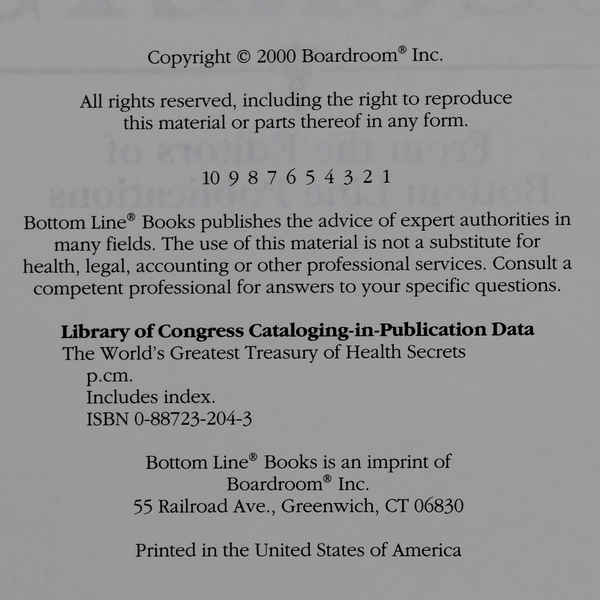 Copyright © 2000 Boardroom® Inc.
All rights reserved, including the right to reproduce
this material or parts thereof in any form.
10 9 8 7 6 5 4 3 2 1
Bottom Line® Books publishes the advice of expert authorities in
many fields. The use of this material is not a substitute for
health, legal, accounting or other professional services. Consult a
competent professional for answers to your specific questions.
Library of Congress Cataloging-in-Publication Data
The World's Greatest Treasury of Health Secrets
p.cm.
Includes index.
ISBN 0-88723-204-3
Bottom Line® Books is an imprint of
Boardroom® Inc.
55 Railroad Ave., Greenwich, CT 06830
Printed in the United States of America